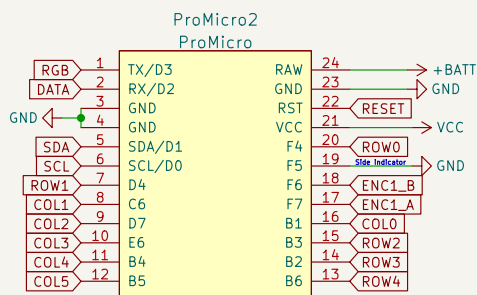 ProMicro2
ProMicro
RGB 1 TX/D3 RAW 24 +BATT
DATA 2 RX/D2 GND 23 GND
3 GND RST 22 RESET
GND
4 GND VCC 21 VCC
SDA 5 SDA/D1 F4 20 ROW0
SCL 6 SCL/D0 F5 19 Side Indicator GND
ROW1 7 D4 F6 18 ENC1_B
COL1 8 C6 F7 17 ENC1_A
COL2 9 D7 B1 16 COL0
COL3 10 E6 B3 15 ROW2
COL4 11 B4 B2 14 ROW3
COL5 12 B5 B6 13 ROW4